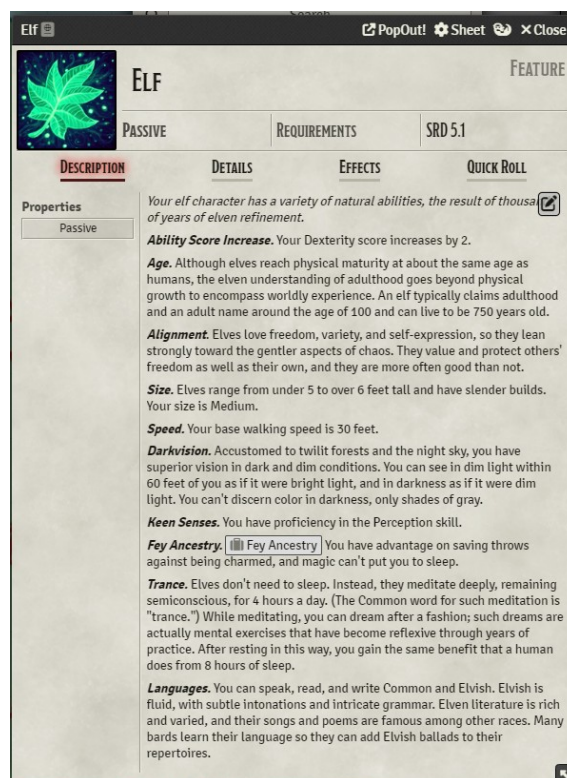 Search
Elf
PopOut! Sheet Close
Elf
Feature
Passive
Requirements
SRD 5.1
Description Details Effects Quick Roll
Properties
Passive
Your elf character has a variety of natural abilities, the result of
of years of elven refinement.
Ability Score Increase. Your Dexterity score increases by 2.
Age. Although elves reach physical maturity at about the same age as
humans, the elven understanding of adulthood goes beyond physical
growth to encompass worldly experience. An elf typically claims adulthood
and an adult name around the age of 100 and can live to be 750 years old.
Alignment. Elves love freedom, variety, and self-expression, so they lean
strongly toward the gentler aspects of chaos. They value and protect others'
freedom as well as their own, and they are more often good than not.
Size. Elves range from under 5 to over 6 feet tall and have slender builds.
Your size is Medium.
Speed. Your base walking speed is 30 feet.
Darkvision. Accustomed to twilit forests and the night sky, you have
superior vision in dark and dim conditions. You can see in dim light within
60 feet of you as if it were bright light, and in darkness as if it were dim
light. You can't discern color in darkness, only shades of gray.
Keen Senses. You have proficiency in the Perception skill.
Fey Ancestry. Fey Ancestry You have advantage on saving throws
against being charmed, and magic can't put you to sleep.
Trance. Elves don't need to sleep. Instead, they meditate deeply, remaining
semiconscious, for 4 hours a day. (The Common word for such meditation is
"trance.") While meditating, you can dream after a fashion; such dreams are
actually mental exercises that have become reflexive through years of
practice. After resting in this way, you gain the same benefit that a human
does from 8 hours of sleep.
Languages. You can speak, read, and write Common and Elvish. Elvish is
fluid, with subtle intonations and intricate grammar. Elven literature is rich
and varied, and their songs and poems are famous among other races. Many
bards learn their language so they can add Elvish ballads to their
repertoires.